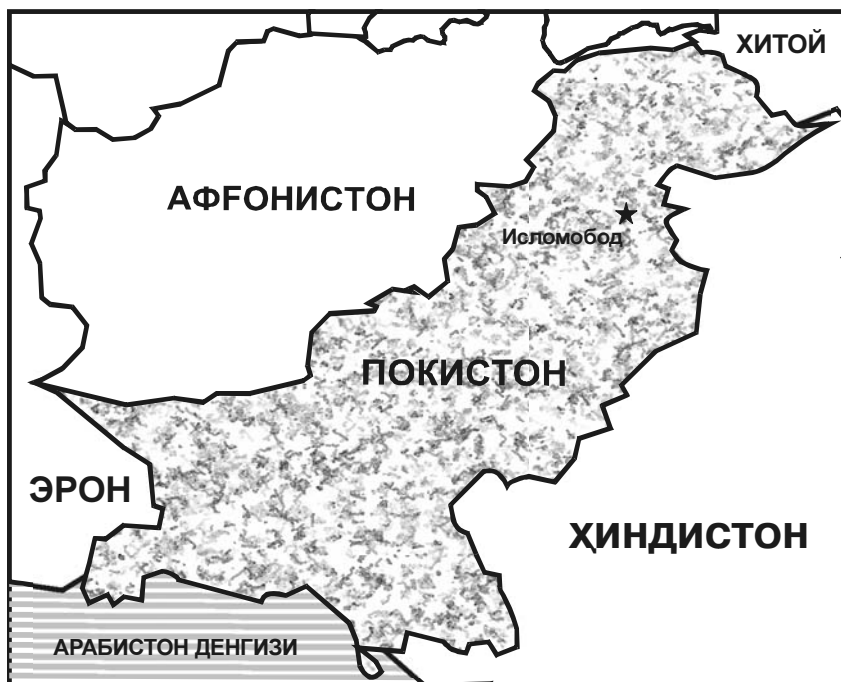 ХИТОЙ
АФҒОНИСТОН
Исломобод
ПОКИСТОН
ЭРОН
ҲИНДИСТОН
АРАБИСТОН ДЕНГИЗИ